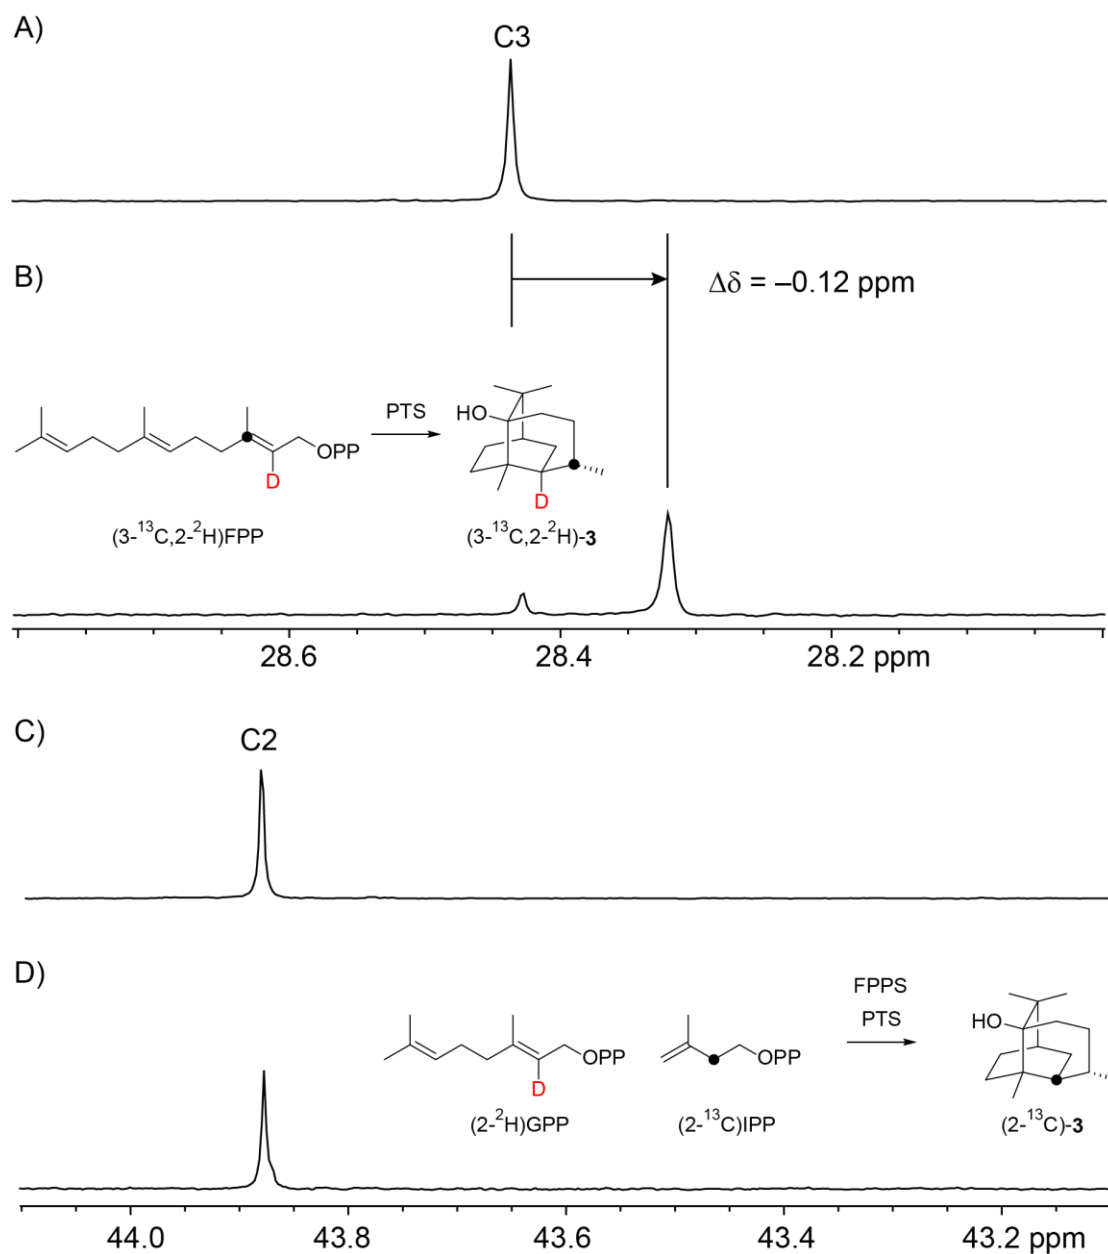 A)
C3
B)
Δδ = –0.12 ppm
HO
PTS
OPP
D
D
(3-¹³C,2-²H)FPP
(3-¹³C,2-²H)-3
28.6
28.4
28.2 ppm
C)
C2
D)
FPPS
PTS
HO
OPP
OPP
D
(2-²H)GPP
(2-¹³C)IPP
(2-¹³C)-3
44.0
43.8
43.6
43.4
43.2 ppm